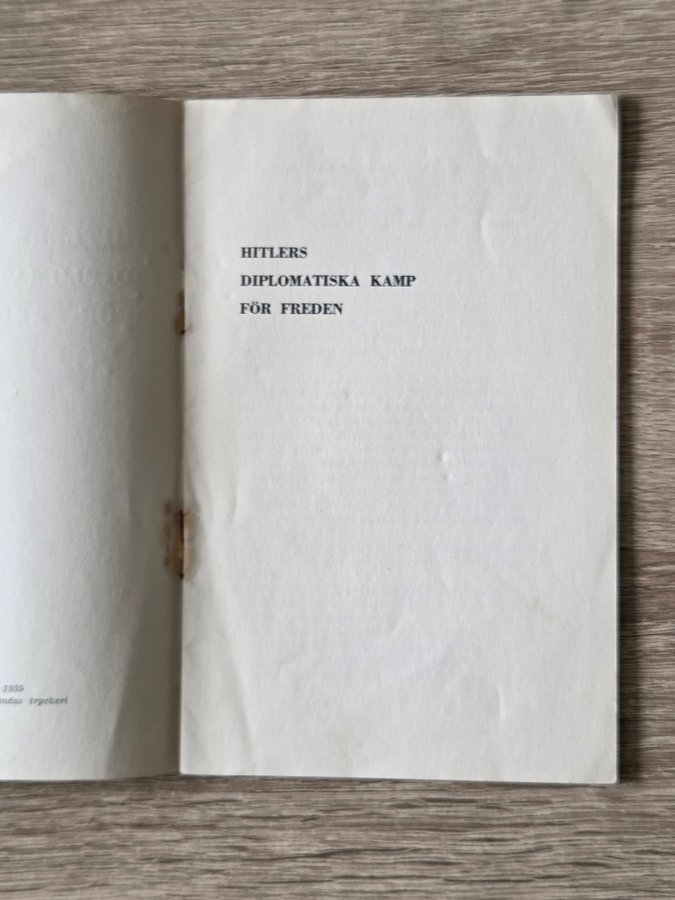 1939
tryckeri
HITLERS
DIPLOMATISKA KAMP
FÖR FREDEN